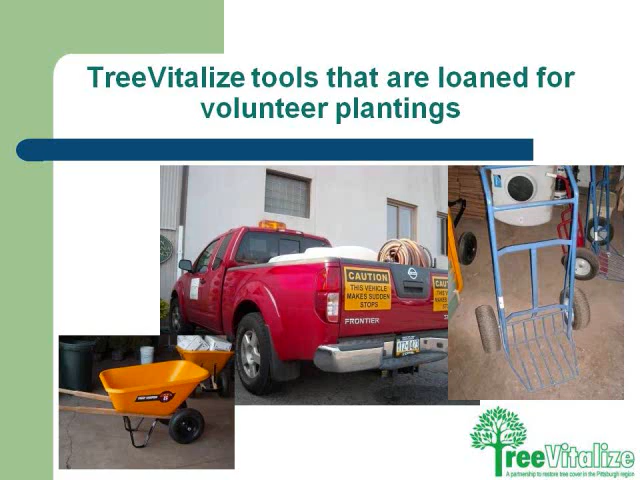 TreeVitalize tools that are loaned for
volunteer plantings
CAUTION
THIS VEHICLE
MAKES SUDDEN
STOPS
FRONTIER
TreeVitalize
A partnership to restore tree cover in the Pittsburgh region